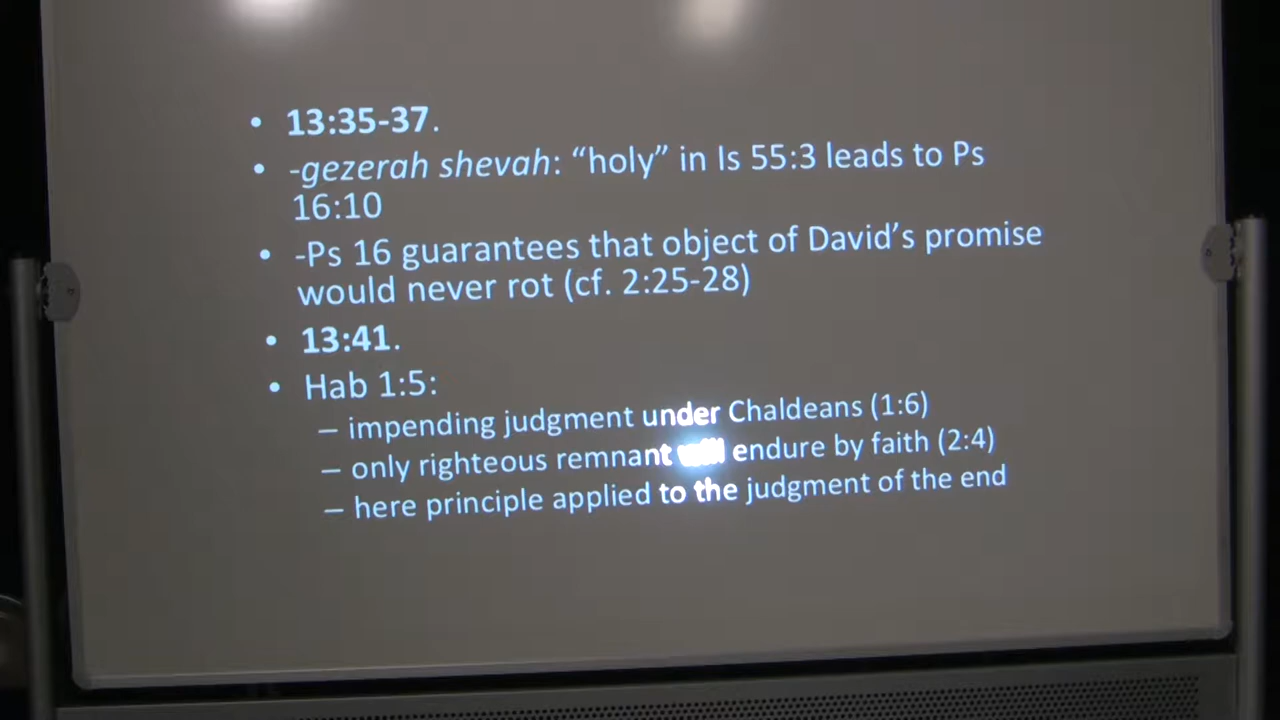 • 13:35-37.
• -gezerah shevah: “holy” in Is 55:3 leads to Ps
16:10
• -Ps 16 guarantees that object of David’s promise
would never rot (cf. 2:25-28)
• 13:41.
• Hab 1:5:
– impending judgment under Chaldeans (1:6)
– only righteous remnant will endure by faith (2:4)
– here principle applied to the judgment of the end